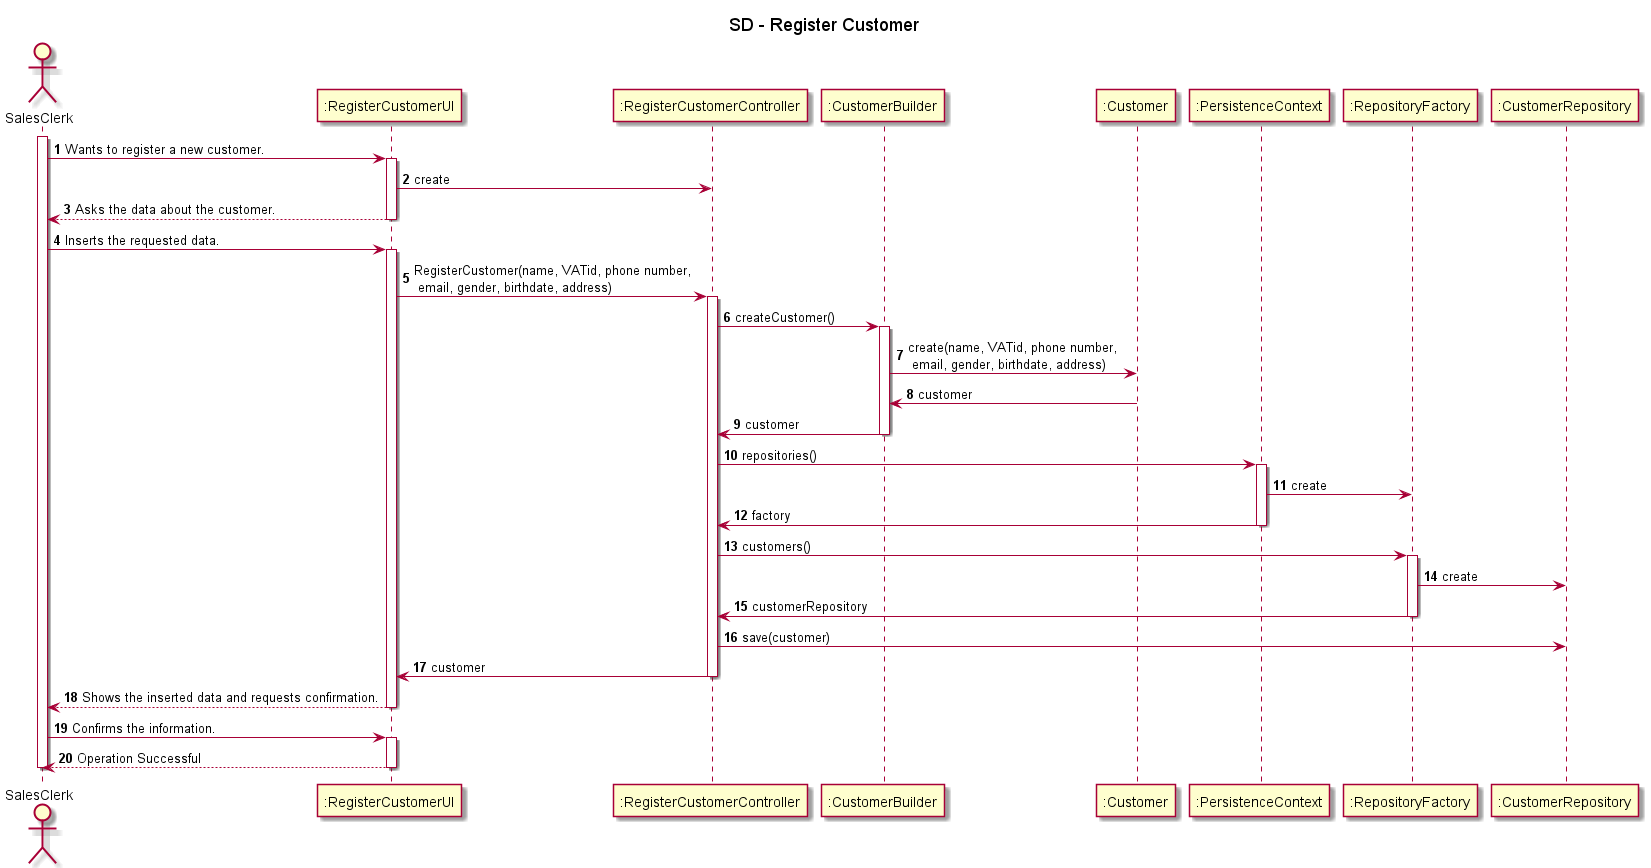 SD - Register Customer
SalesClerk
:RegisterCustomerUI
:RegisterCustomerController
:CustomerBuilder
:Customer
:PersistenceContext
:RepositoryFactory
:CustomerRepository
1 Wants to register a new customer.
2 create
3 Asks the data about the customer.
4 Inserts the requested data.
5 RegisterCustomer(name, VATid, phone number,
email, gender, birthdate, address)
6 createCustomer()
7 create(name, VATid, phone number,
email, gender, birthdate, address)
8 customer
9 customer
10 repositories()
11 create
12 factory
13 customers()
14 create
15 customerRepository
16 save(customer)
17 customer
18 Shows the inserted data and requests confirmation.
19 Confirms the information.
20 Operation Successful
SalesClerk
:RegisterCustomerUI
:RegisterCustomerController
:CustomerBuilder
:Customer
:PersistenceContext
:RepositoryFactory
:CustomerRepository